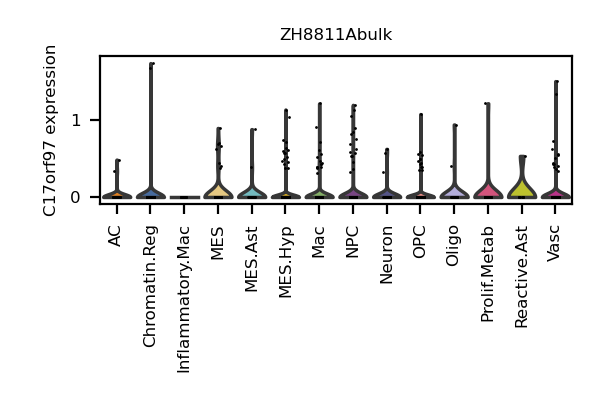 ZH8811Abulk
C17orf97 expression
1
0
AC
Chromatin.Reg
Inflammatory.Mac
MES
MES.Ast
MES.Hyp
Mac
NPC
Neuron
OPC
Oligo
Prolif.Metab
Reactive.Ast
Vasc